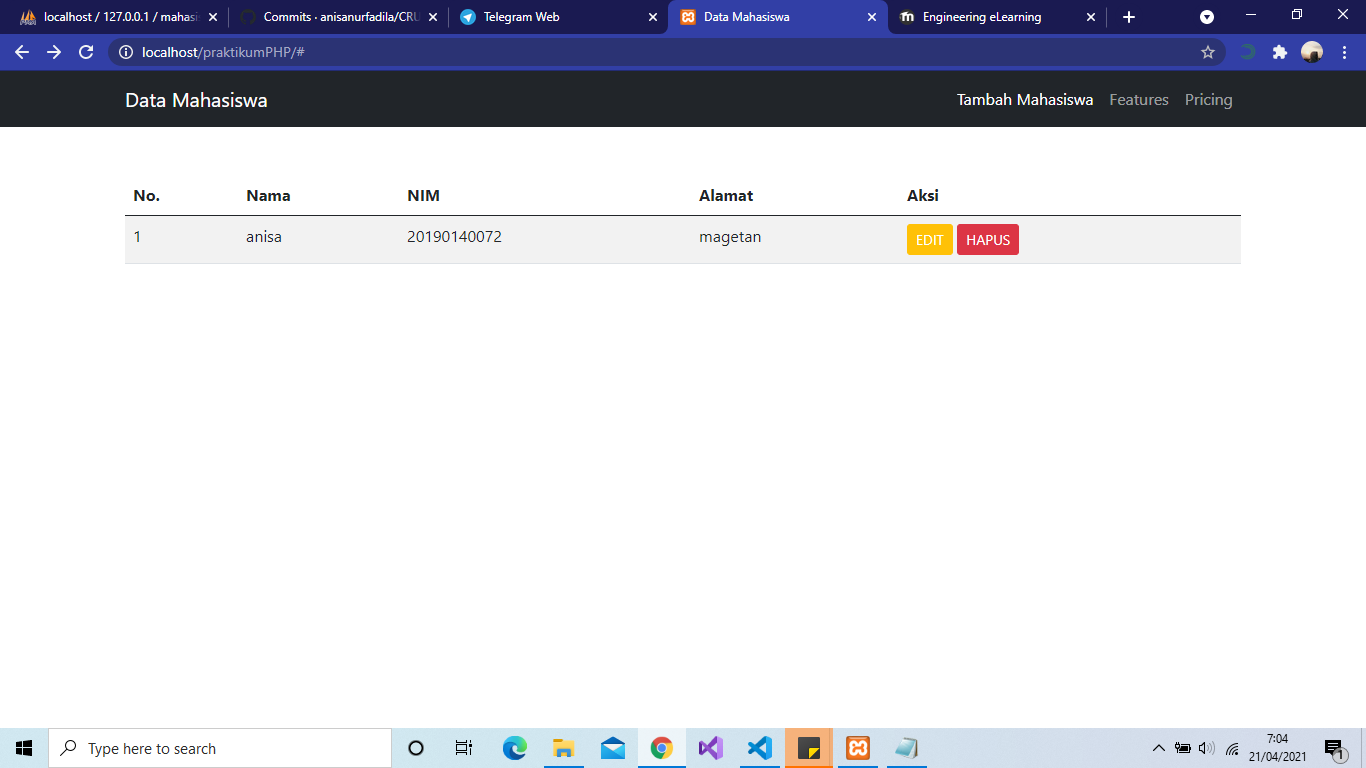 localhost / 127.0.0.1 / mahasi
Commits · anisanurfadila/CRU
Telegram Web
Data Mahasiswa
Engineering eLearning
localhost/praktikumPHP/#
Data Mahasiswa
Tambah Mahasiswa Features Pricing
No. Nama NIM Alamat Aksi
1 anisa 20190140072 magetan EDIT HAPUS
Type here to search
7:04
21/04/2021
1